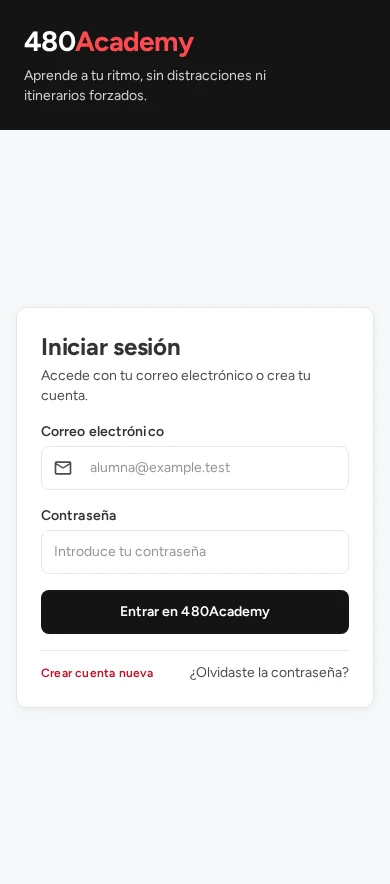 480Academy
Aprende a tu ritmo, sin distracciones ni
itinerarios forzados.
Iniciar sesión
Accede con tu correo electrónico o crea tu
cuenta.
Correo electrónico
alumna@example.test
Contraseña
Introduce tu contraseña
Entrar en 480Academy
Crear cuenta nueva
¿Olvidaste la contraseña?